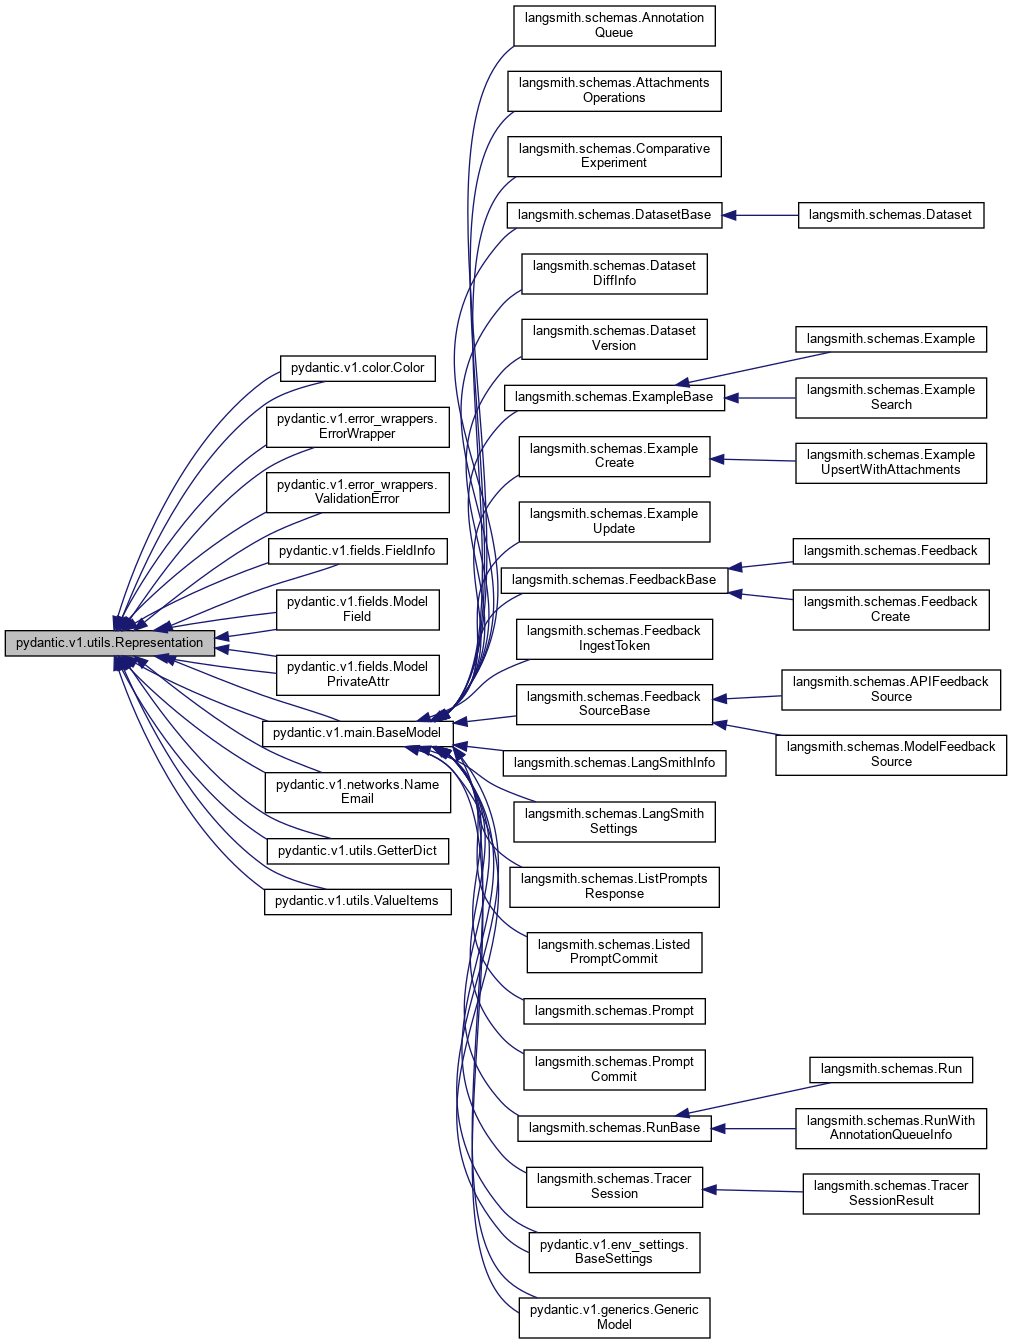 pydantic.v1.utils.Representation
pydantic.v1.color.Color
pydantic.v1.error_wrappers.
ErrorWrapper
pydantic.v1.error_wrappers.
ValidationError
pydantic.v1.fields.FieldInfo
pydantic.v1.fields.Model
Field
pydantic.v1.fields.Model
PrivateAttr
pydantic.v1.main.BaseModel
pydantic.v1.networks.Name
Email
pydantic.v1.utils.GetterDict
pydantic.v1.utils.ValueItems
langsmith.schemas.Annotation
Queue
langsmith.schemas.Attachments
Operations
langsmith.schemas.Comparative
Experiment
langsmith.schemas.DatasetBase
langsmith.schemas.Dataset
langsmith.schemas.Dataset
DiffInfo
langsmith.schemas.Dataset
Version
langsmith.schemas.ExampleBase
langsmith.schemas.Example
langsmith.schemas.Example
Search
langsmith.schemas.Example
Create
langsmith.schemas.Example
UpsertWithAttachments
langsmith.schemas.Example
Update
langsmith.schemas.FeedbackBase
langsmith.schemas.Feedback
langsmith.schemas.Feedback
Create
langsmith.schemas.Feedback
IngestToken
langsmith.schemas.Feedback
SourceBase
langsmith.schemas.APIFeedback
Source
langsmith.schemas.ModelFeedback
Source
langsmith.schemas.LangSmithInfo
langsmith.schemas.LangSmith
Settings
langsmith.schemas.ListPrompts
Response
langsmith.schemas.Listed
PromptCommit
langsmith.schemas.Prompt
langsmith.schemas.Prompt
Commit
langsmith.schemas.RunBase
langsmith.schemas.Run
langsmith.schemas.RunWith
AnnotationQueueInfo
langsmith.schemas.Tracer
Session
langsmith.schemas.Tracer
SessionResult
pydantic.v1.env_settings.
BaseSettings
pydantic.v1.generics.Generic
Model